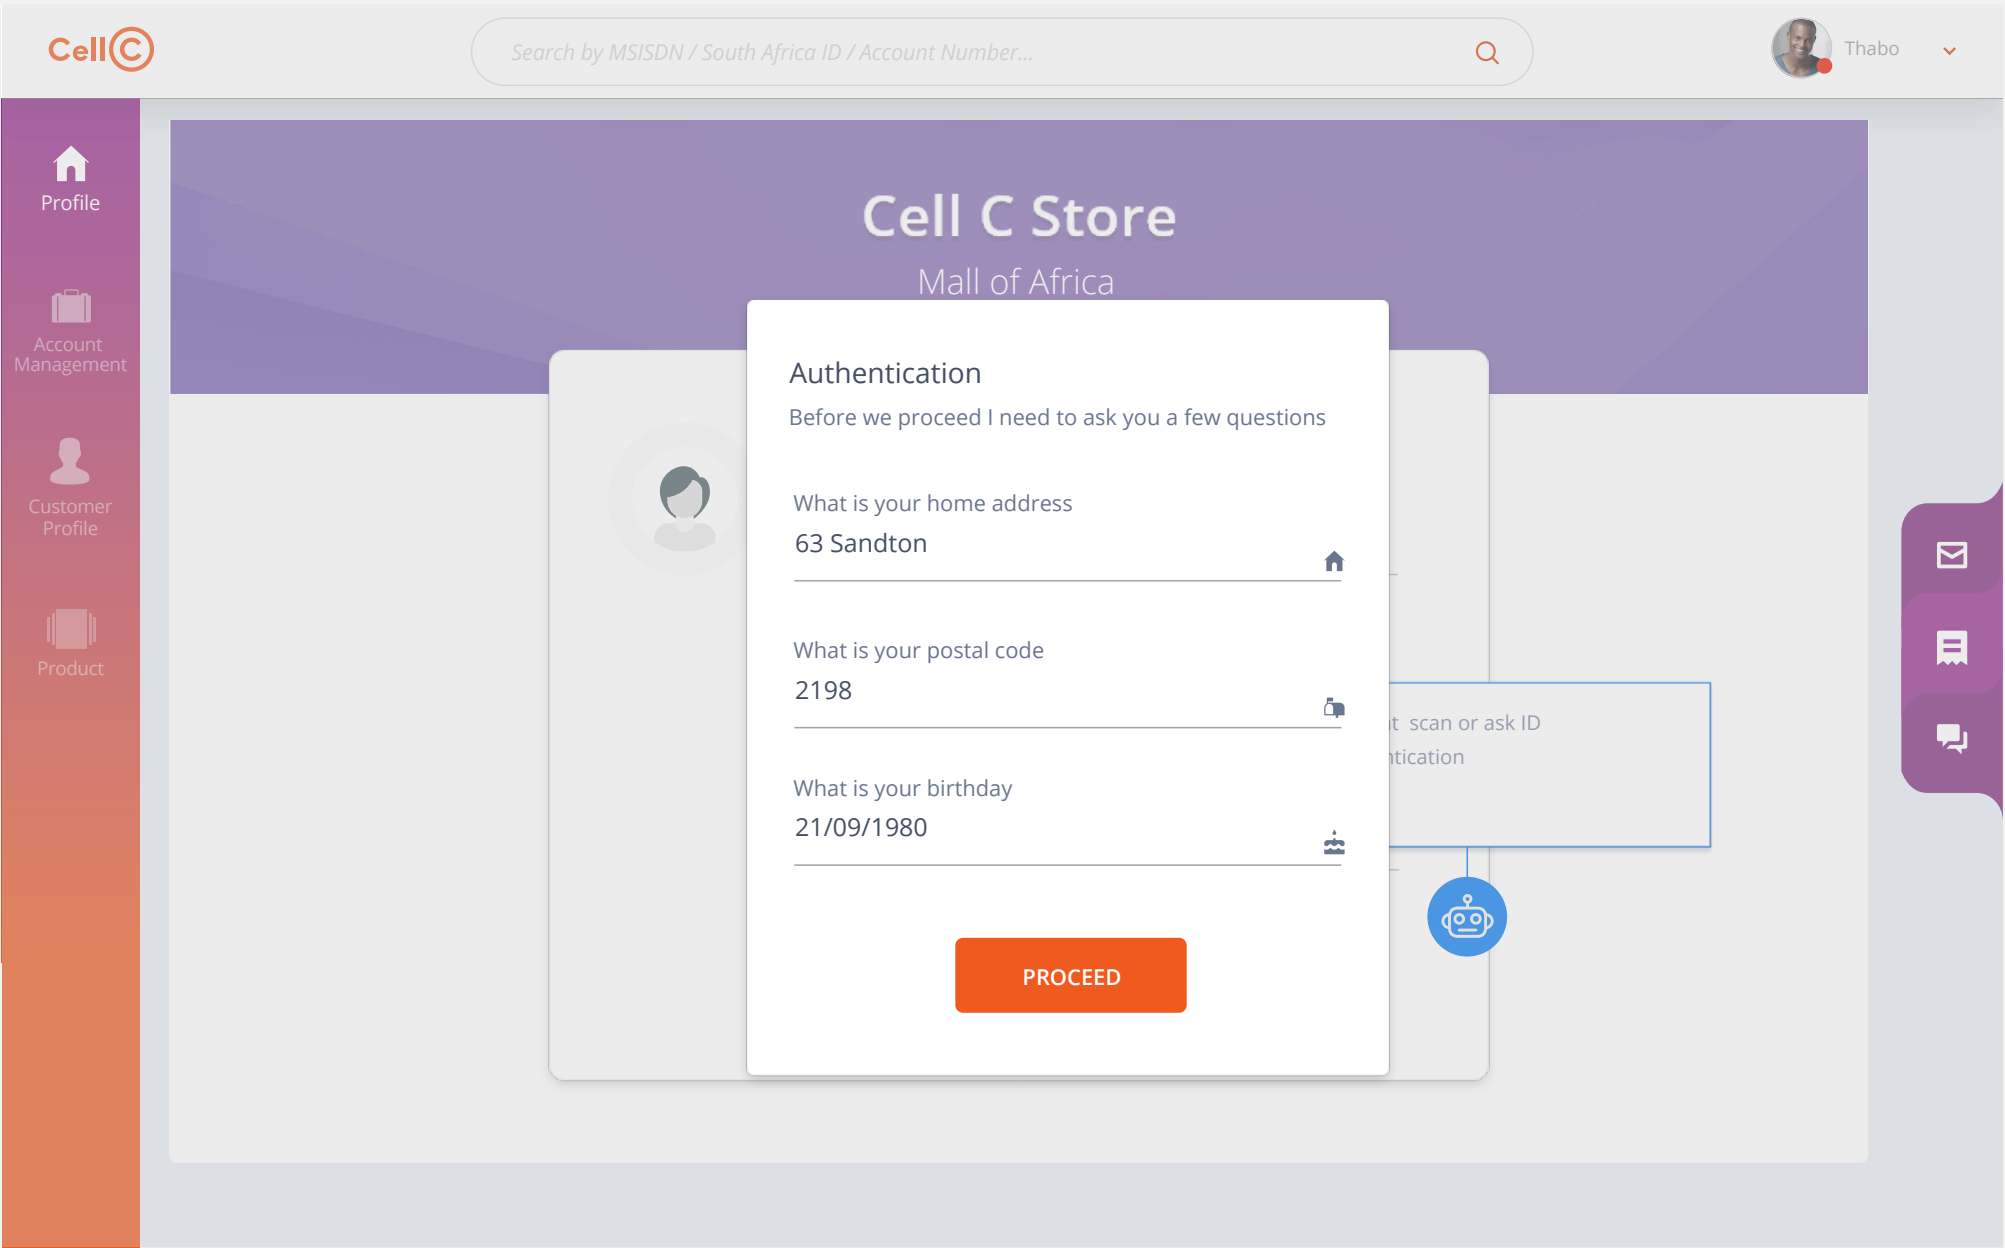 Cell C
Search by MSISDN / South Africa ID / Account Number...
Thabo
Profile
Account
Management
Customer
Profile
Product
Cell C Store
Mall of Africa
Authentication
Before we proceed I need to ask you a few questions
What is your home address
63 Sandton
What is your postal code
2198
What is your birthday
21/09/1980
PROCEED
scan or ask ID